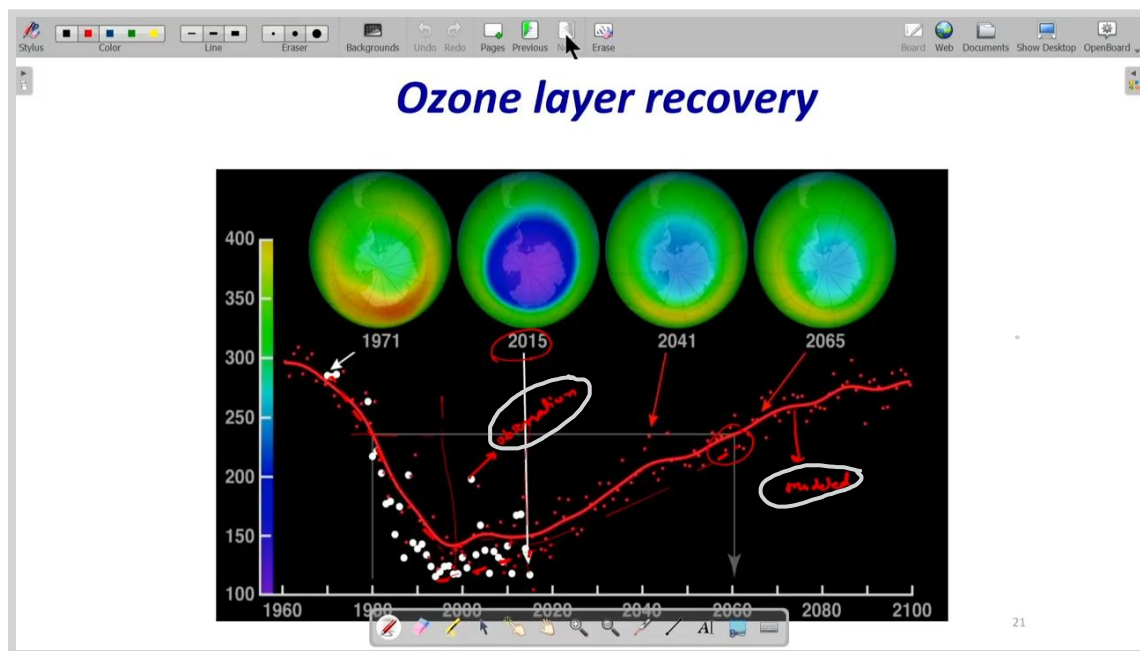 Stylus
Color
Line
Eraser
Backgrounds
Undo Redo
Pages Previous
Erase
Board Web Documents Show Desktop OpenBoard
Ozone layer recovery
1971 2015 2041 2065
400
350
300
250
200
150
100
observation
modeled
1960 1980 2000 2020 2040 2060 2080 2100
21